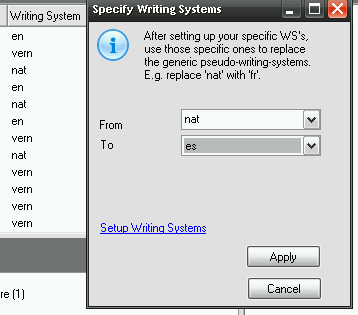 Writing System
en
vern
nat
en
nat
en
vern
nat
vern
vern
vern
vern
re (1)
Specify Writing Systems
After setting up your specific WS's,
use those specific ones to replace
the generic pseudo-writing-systems.
E.g. replace 'nat' with 'fr'.
From nat
To es
Setup Writing Systems
Apply
Cancel